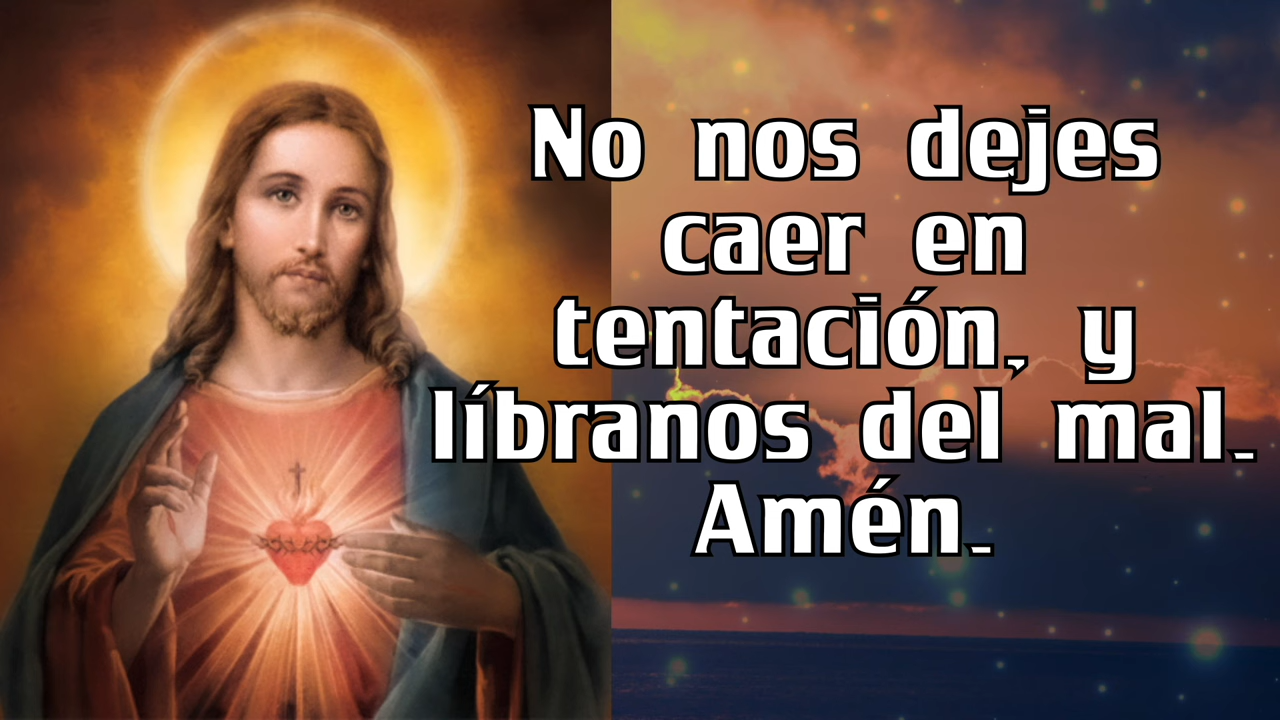 No nos dejes
caer en
tentación, y
líbranos del mal.
Amén.